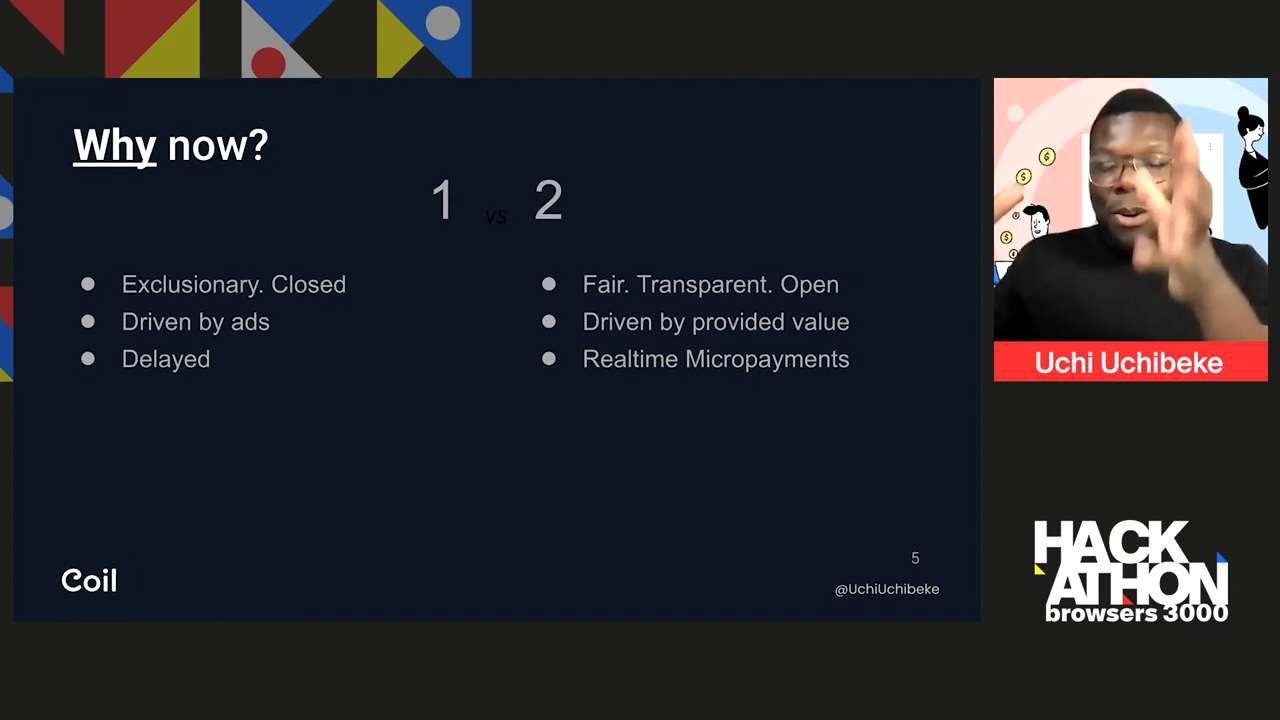 Why now?
1 vs 2
Exclusionary. Closed
Driven by ads
Delayed
Fair. Transparent. Open
Driven by provided value
Realtime Micropayments
5
Coil
@UchiUchibeke
Uchi Uchibeke
HACK
ATHON
browsers 3000